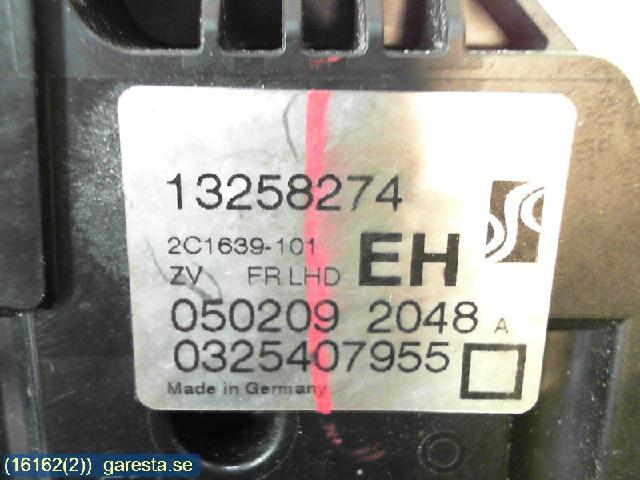 13258274
2C1639-101
ZV FR LHD EH
050209 2048 A
0325407955
Made in Germany
(16162(2)) garesta.se